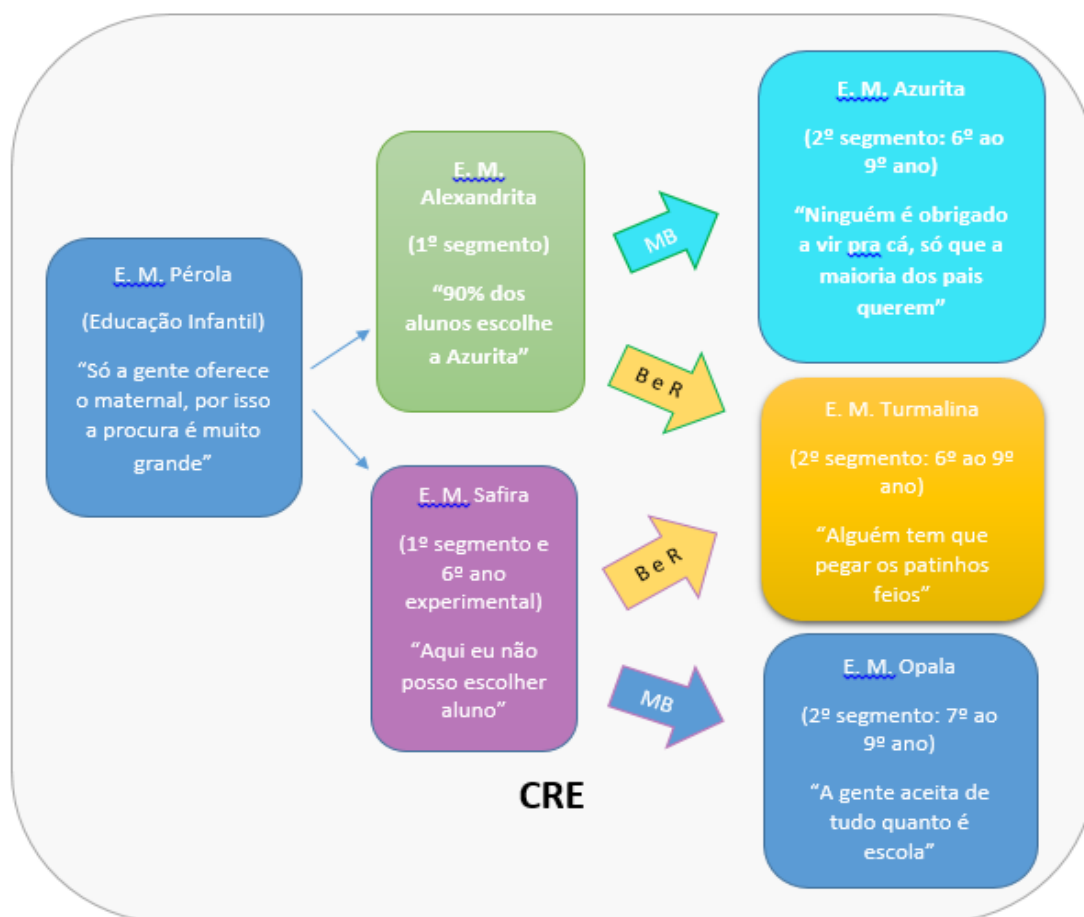 E. M. Pérola
(Educação Infantil)
“Só a gente oferece
o maternal, por isso
a procura é muito
grande”
E. M.
Alexandrita
(1º segmento)
“90% dos
alunos escolhe
a Azurita”
E. M. Safira
(1º segmento e
6º ano
experimental)
“Aqui eu não
posso escolher
aluno”
MB
B e R
B e R
MB
E. M. Azurita
(2º segmento: 6º ao
9º ano)
“Ninguém é obrigado
a vir pra cá, só que a
maioria dos pais
querem”
E. M. Turmalina
(2º segmento: 6º ao 9º
ano)
“Alguém tem que
pegar os patinhos
feios”
E. M. Opala
(2º segmento: 7º ao
9º ano)
“A gente aceita de
tudo quanto é
escola”
CRE